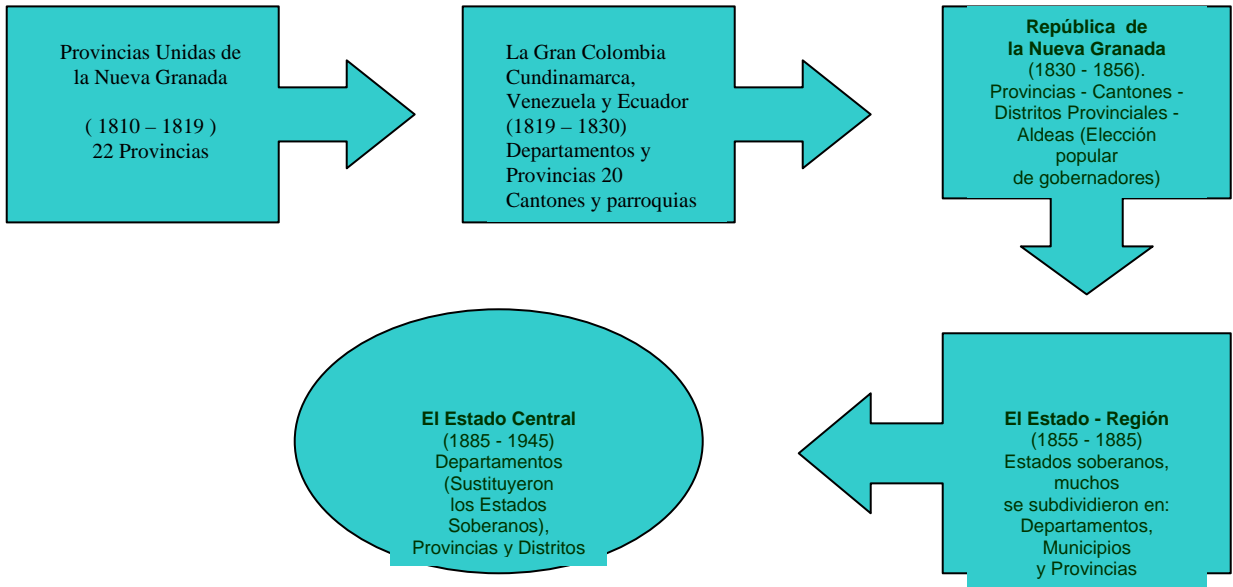 Provincias Unidas de
la Nueva Granada
( 1810 – 1819 )
22 Provincias
La Gran Colombia
Cundinamarca,
Venezuela y Ecuador
(1819 – 1830)
Departamentos y
Provincias 20
Cantones y parroquias
República de
la Nueva Granada
(1830 - 1856).
Provincias - Cantones -
Distritos Provinciales -
Aldeas (Elección
popular
de gobernadores)
El Estado - Región
(1855 - 1885)
Estados soberanos,
muchos
se subdividieron en:
Departamentos,
Municipios
y Provincias
El Estado Central
(1885 - 1945)
Departamentos
(Sustituyeron
los Estados
Soberanos),
Provincias y Distritos